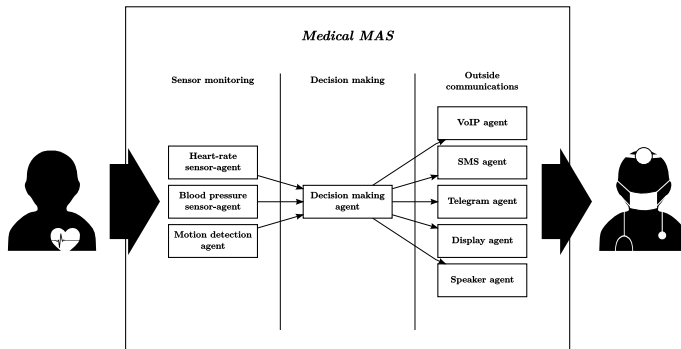 Medical MAS
Sensor monitoring
Decision making
Outside
communications
Heart-rate
sensor-agent
Blood pressure
sensor-agent
Motion detection
agent
Decision making
agent
VoIP agent
SMS agent
Telegram agent
Display agent
Speaker agent